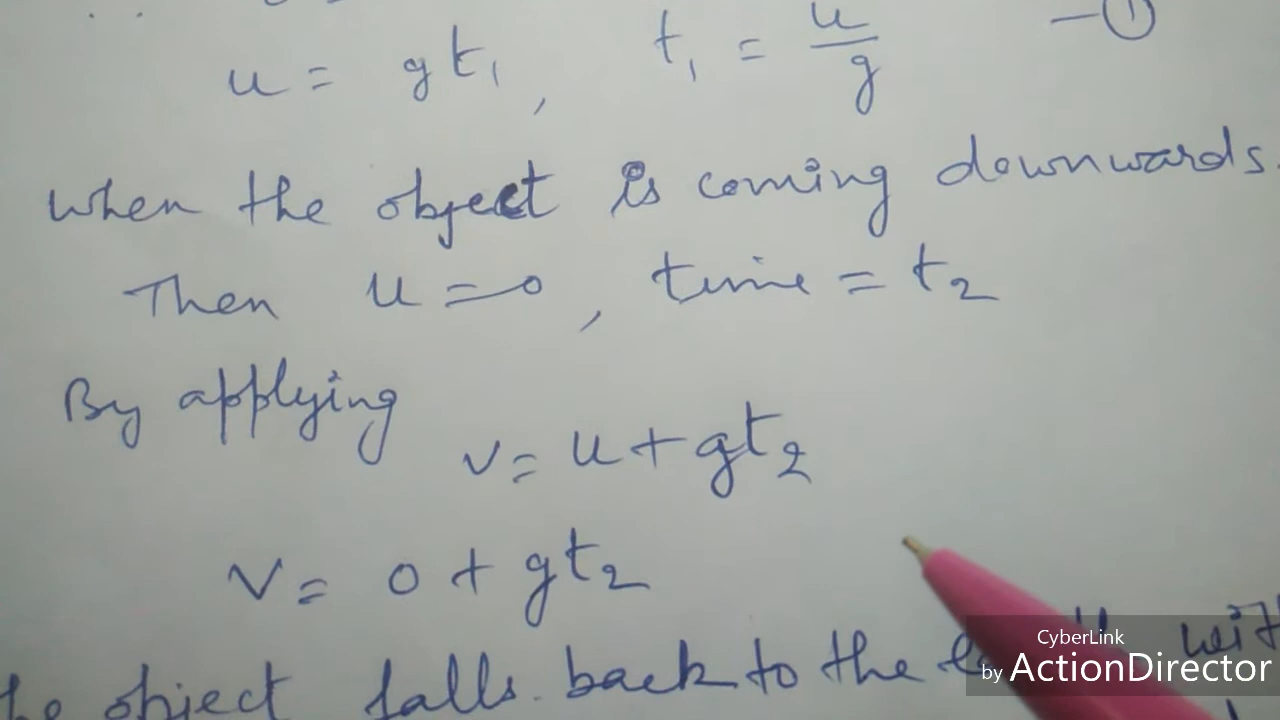 u = gt₁, t₁ = u/g —①
when the object is coming downwards.
Then u = 0, time = t₂
By applying
v = u + gt₂
v = 0 + gt₂
object falls back to the
CyberLink
by ActionDirector